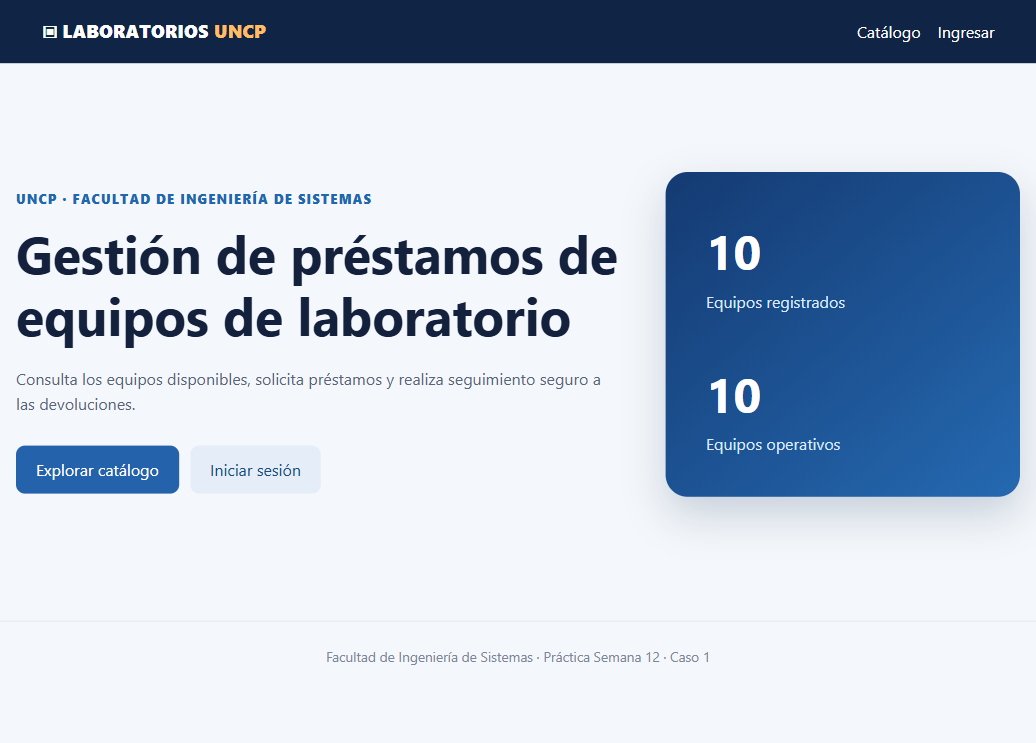 LABORATORIOS UNCP
Catálogo Ingresar
UNCP · FACULTAD DE INGENIERÍA DE SISTEMAS
Gestión de préstamos de
equipos de laboratorio
Consulta los equipos disponibles, solicita préstamos y realiza seguimiento seguro a
las devoluciones.
Explorar catálogo
Iniciar sesión
10
Equipos registrados
10
Equipos operativos
Facultad de Ingeniería de Sistemas · Práctica Semana 12 · Caso 1